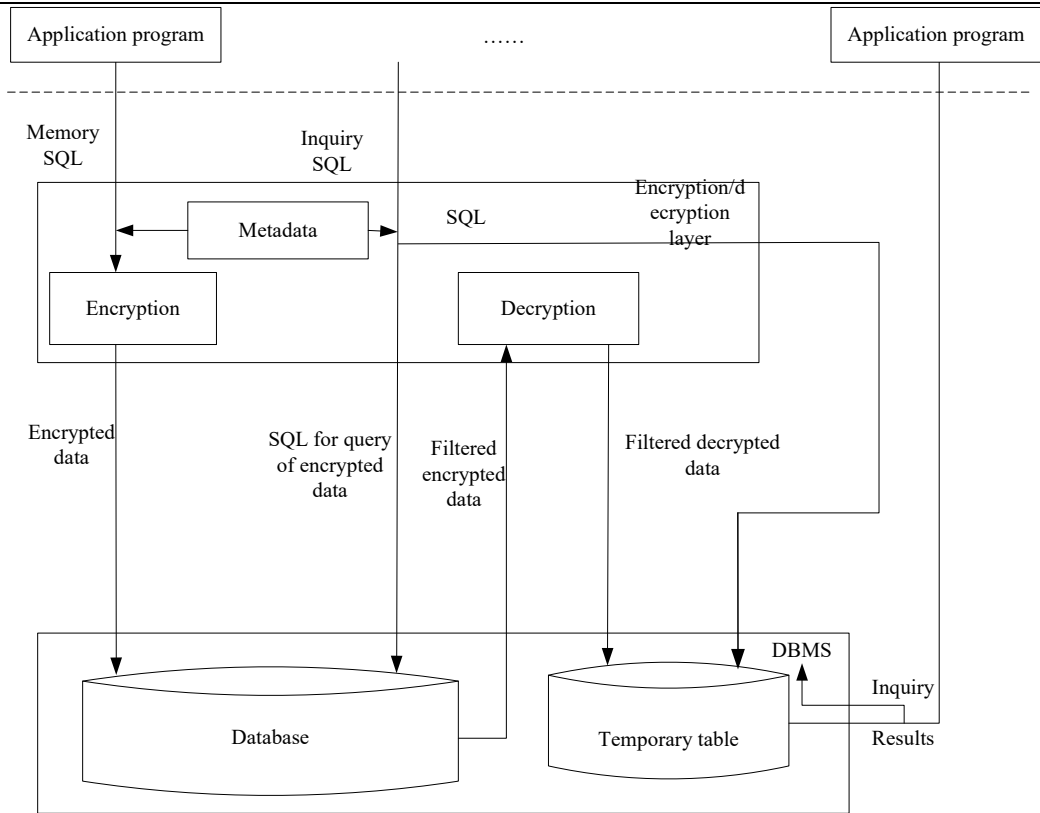 Application program
……
Application program
Memory
SQL
Inquiry
SQL
Encryption/d
ecryption
layer
Metadata
SQL
Encryption
Decryption
Encrypted
data
SQL for query
of encrypted
data
Filtered
encrypted
data
Filtered decrypted
data
DBMS
Inquiry
Database
Temporary table
Results